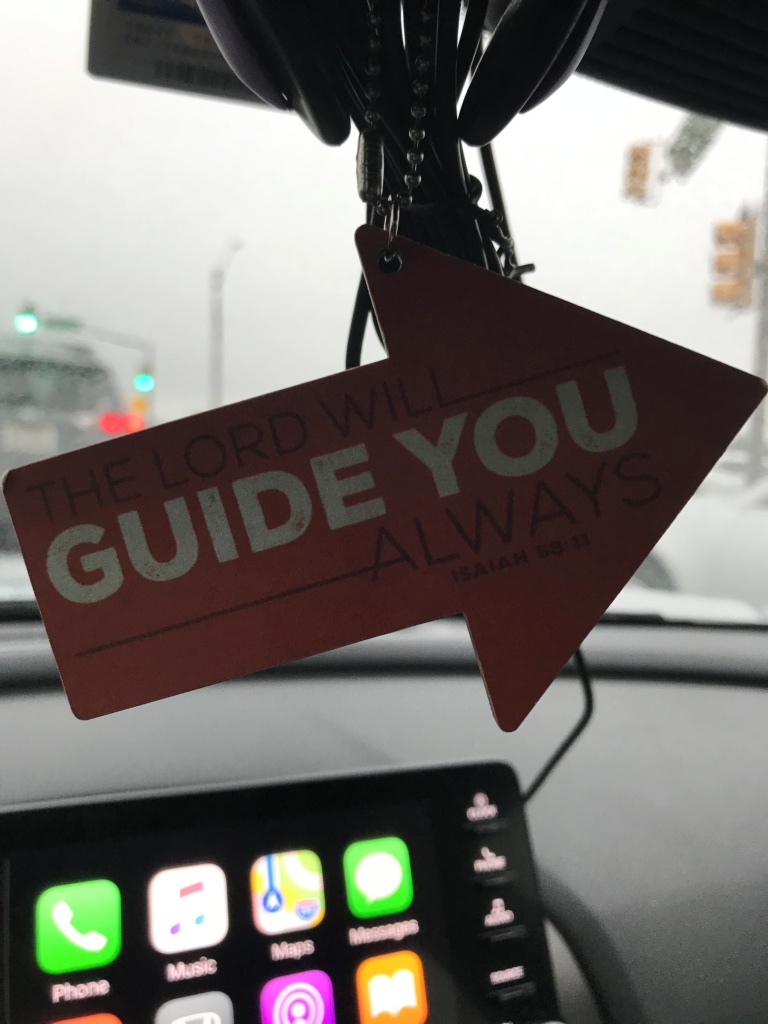 THE LORD WILL
GUIDE YOU
ALWAYS
ISAIAH 58:11
Phone
Music
Maps
Messages